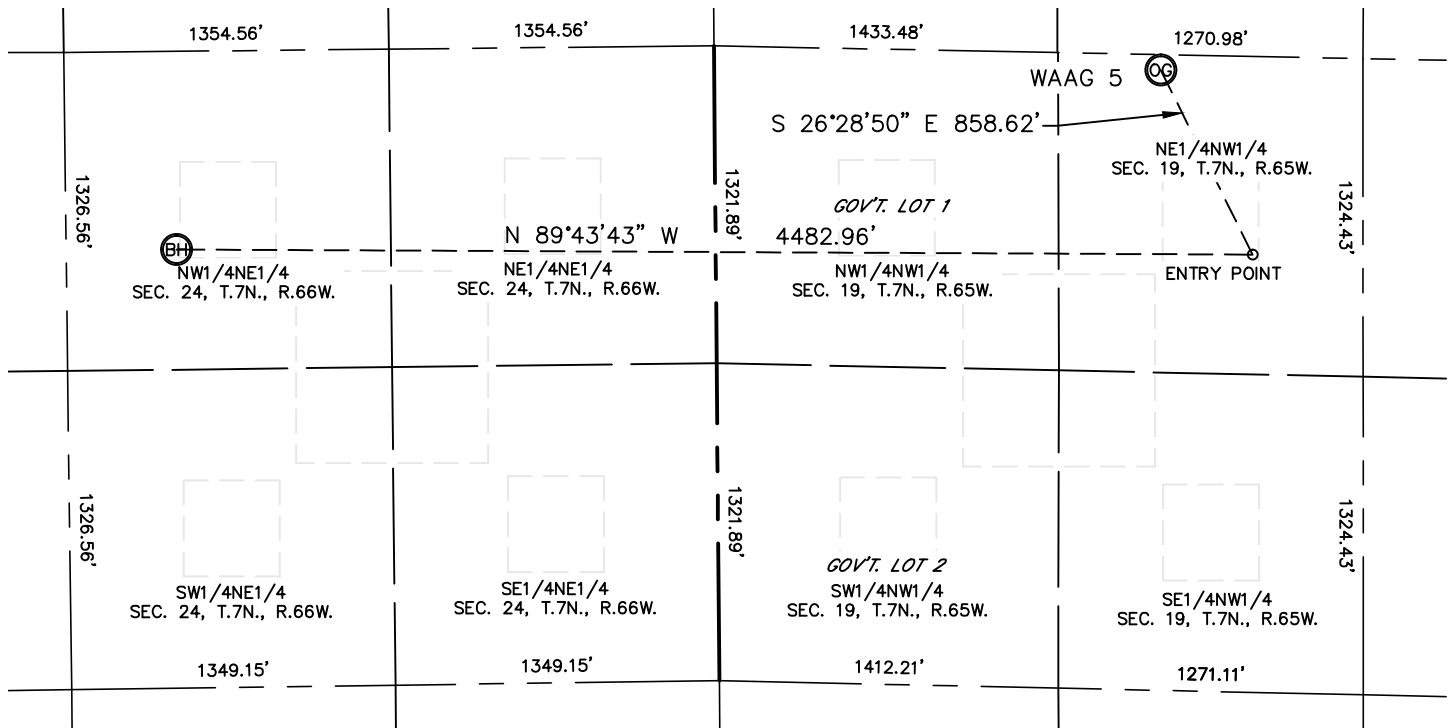 1354.56’
1354.56’
1433.48’
1270.98’
WAAG 5
OG
S 26°28’50” E 858.62’
NE1/4NW1/4
SEC. 19, T.7N., R.65W.
1326.56’
1321.89’
1324.43’
GOV’T. LOT 1
N 89°43’43” W
4482.96’
BH
NW1/4NE1/4
SEC. 24, T.7N., R.66W.
NE1/4NE1/4
SEC. 24, T.7N., R.66W.
NW1/4NW1/4
SEC. 19, T.7N., R.65W.
ENTRY POINT
1326.56’
1321.89’
1324.43’
GOV’T. LOT 2
SW1/4NE1/4
SEC. 24, T.7N., R.66W.
SE1/4NE1/4
SEC. 24, T.7N., R.66W.
SW1/4NW1/4
SEC. 19, T.7N., R.65W.
SE1/4NW1/4
SEC. 19, T.7N., R.65W.
1349.15’
1349.15’
1412.21’
1271.11’